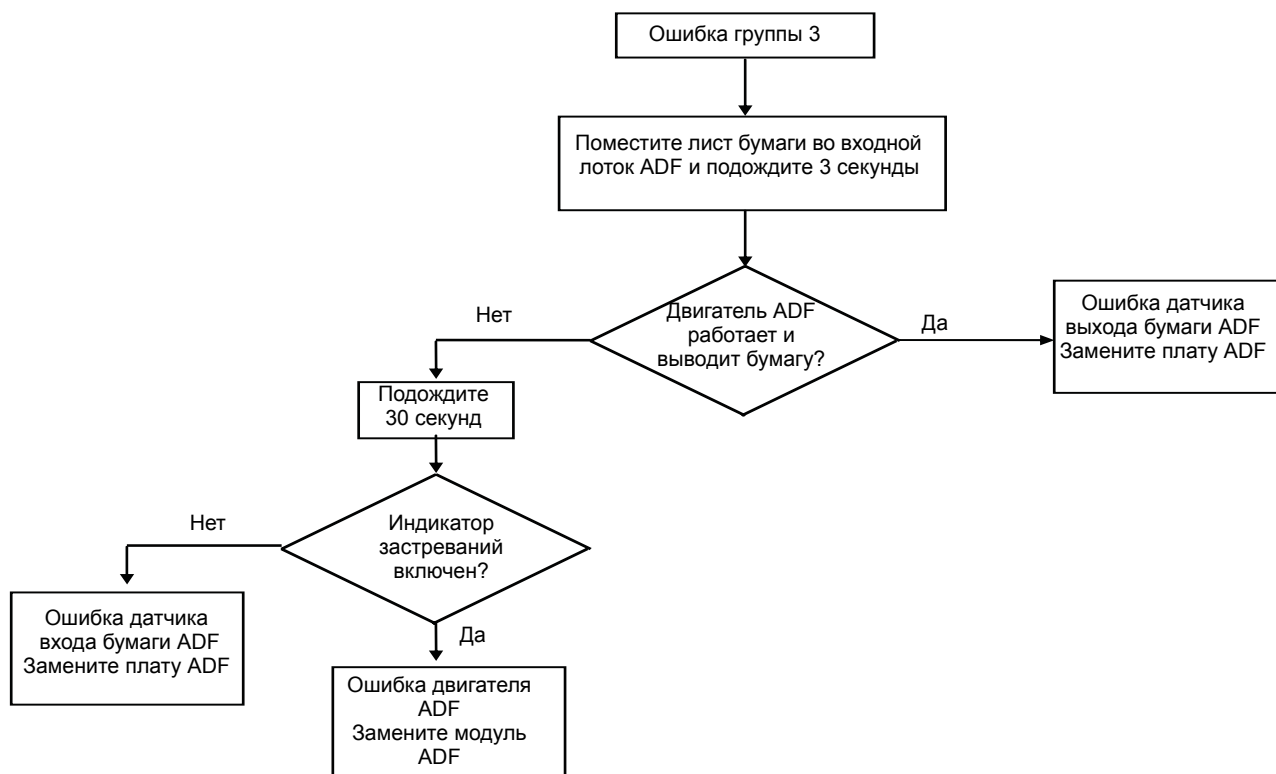 Ошибка группы 3
Поместите лист бумаги во входной
лоток ADF и подождите 3 секунды
Двигатель ADF
работает и
выводит бумагу?
Нет
Да
Ошибка датчика
выхода бумаги ADF
Замените плату ADF
Подождите
30 секунд
Индикатор
застреваний
включен?
Нет
Да
Ошибка датчика
входа бумаги ADF
Замените плату ADF
Ошибка двигателя
ADF
Замените модуль
ADF